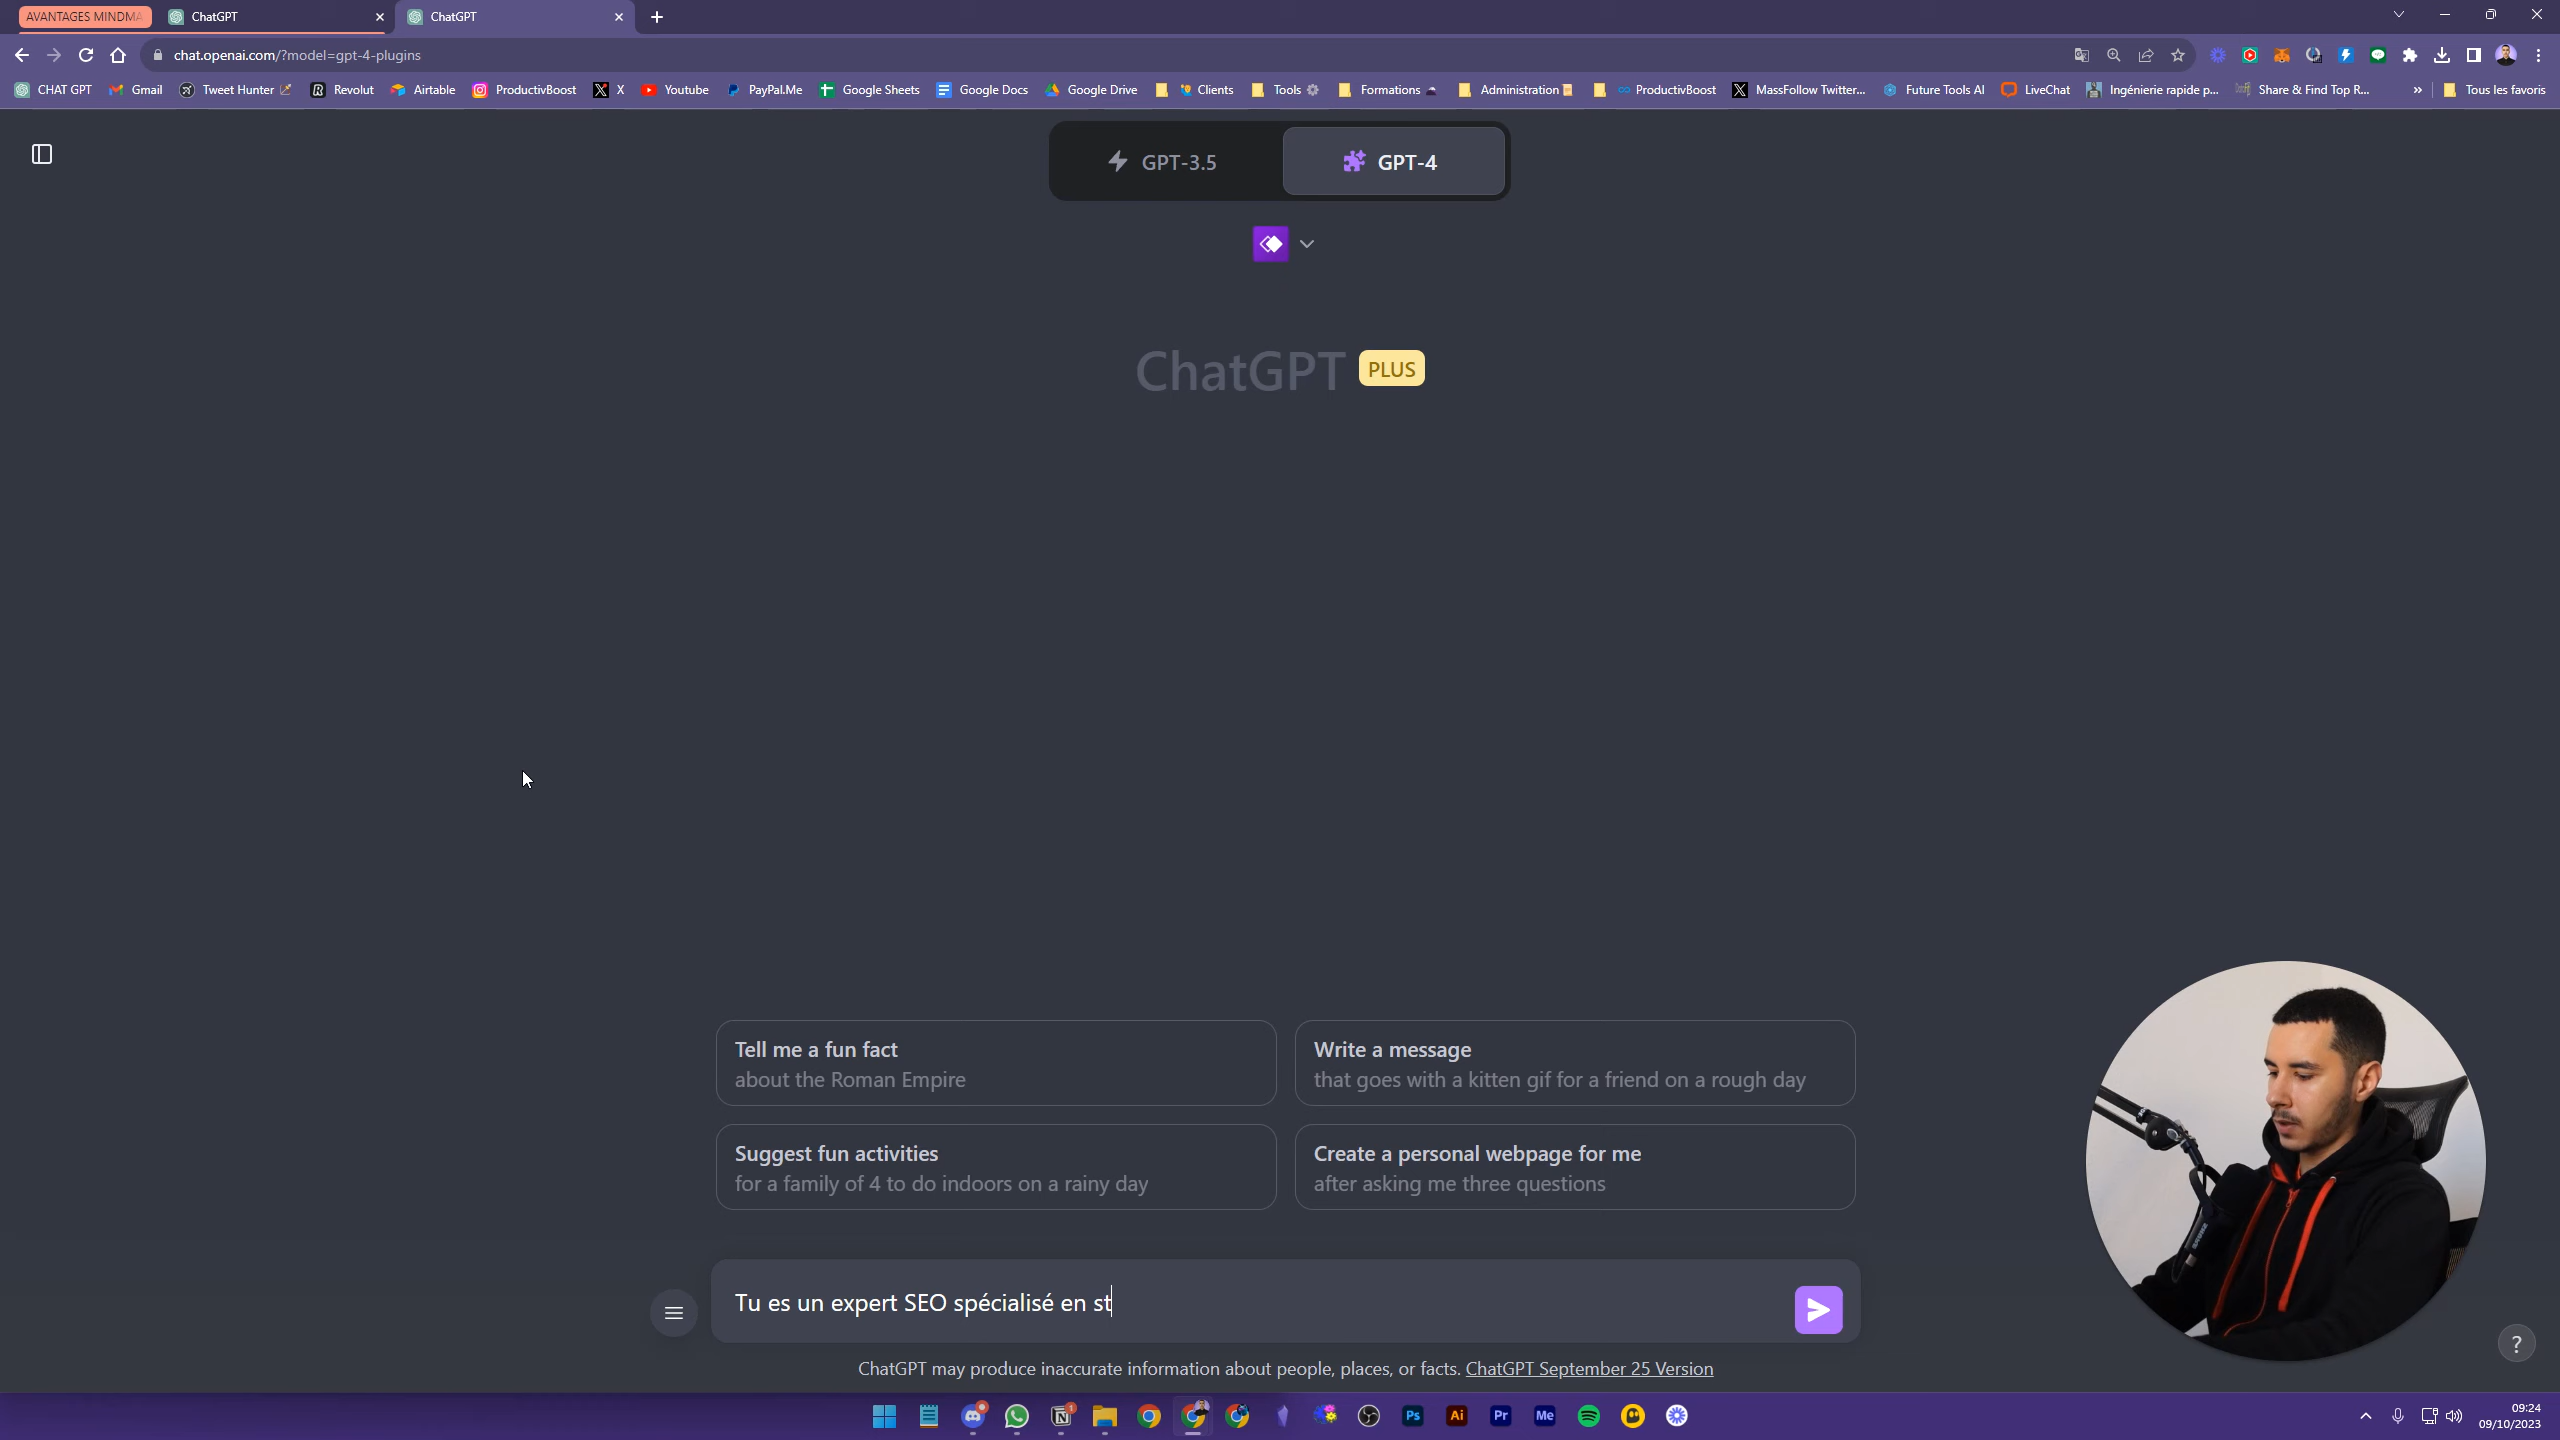 AVANTAGES MINDMA
ChatGPT
ChatGPT
chat.openai.com/?model=gpt-4-plugins
CHAT GPT
Gmail
Tweet Hunter
Revolut
Airtable
ProductivBoost
X
Youtube
PayPal.Me
Google Sheets
Google Docs
Google Drive
Clients
Tools
Formations
Administration
ProductivBoost
MassFollow Twitter...
Future Tools AI
LiveChat
Ingénierie rapide p...
Share & Find Top R...
»
Tous les favoris
GPT-3.5
GPT-4
ChatGPT PLUS
Tell me a fun fact
about the Roman Empire
Write a message
that goes with a kitten gif for a friend on a rough day
Suggest fun activities
for a family of 4 to do indoors on a rainy day
Create a personal webpage for me
after asking me three questions
Tu es un expert SEO spécialisé en st
?
ChatGPT may produce inaccurate information about people, places, or facts. ChatGPT September 25 Version
1
Ps
Ai
Pr
Me
09:24
09/10/2023